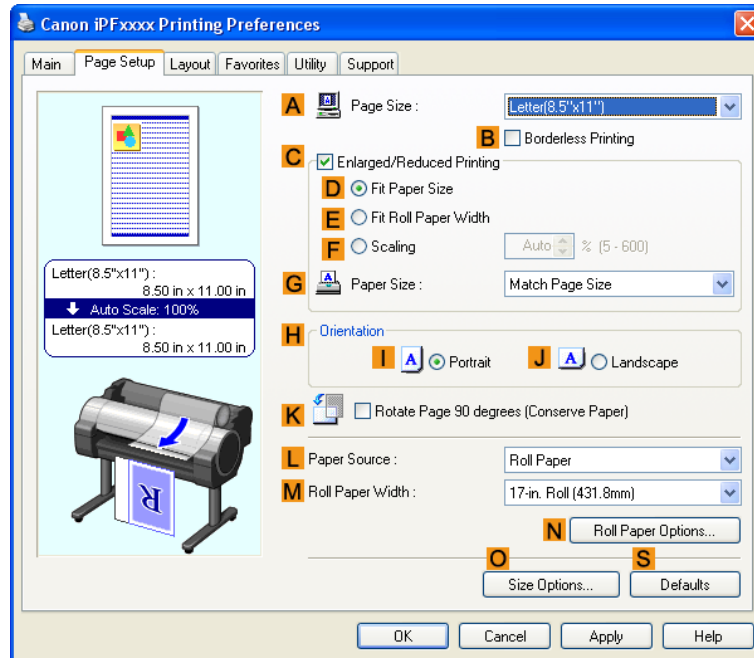 Canon iPFxxxx Printing Preferences
Main Page Setup Layout Favorites Utility Support
A Page Size : Letter(8.5"x11")
B Borderless Printing
C Enlarged/Reduced Printing
D Fit Paper Size
E Fit Roll Paper Width
F Scaling Auto % (5 - 600)
G Paper Size : Match Page Size
Letter(8.5"x11") :
8.50 in x 11.00 in
Auto Scale: 100%
Letter(8.5"x11") :
8.50 in x 11.00 in
H Orientation
I A Portrait J A Landscape
K Rotate Page 90 degrees (Conserve Paper)
L Paper Source : Roll Paper
M Roll Paper Width : 17-in. Roll (431.8mm)
N Roll Paper Options...
O S
Size Options... Defaults
R
OK Cancel Apply Help